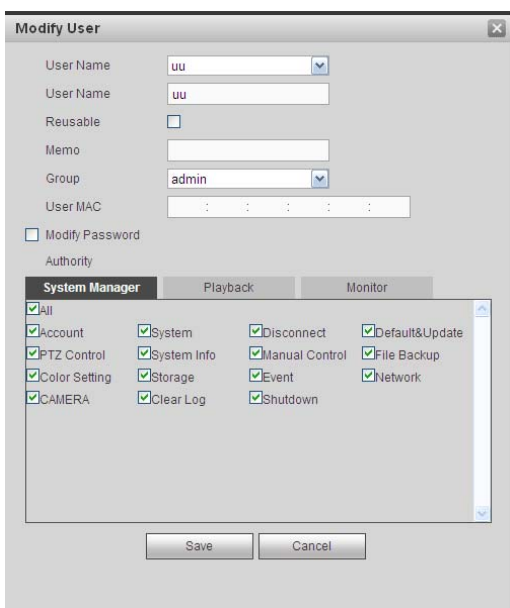 Modify User
User Name uu
User Name uu
Reusable
Memo
Group admin
User MAC : : : : :
Modify Password
Authority
System Manager Playback Monitor
All
Account System Disconnect Default&Update
PTZ Control System Info Manual Control File Backup
Color Setting Storage Event Network
CAMERA Clear Log Shutdown
Save Cancel